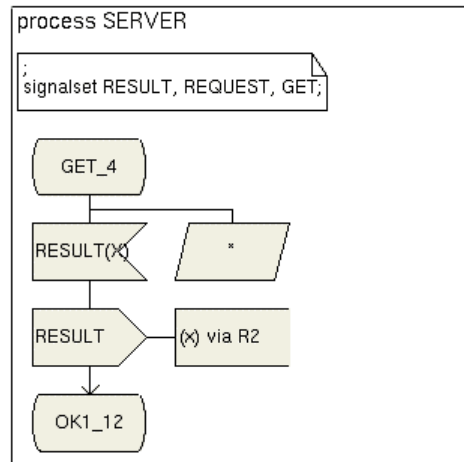 process SERVER
;
signalset RESULT, REQUEST, GET;
GET_4
RESULT(X)
*
RESULT
(x) via R2
OK1_12